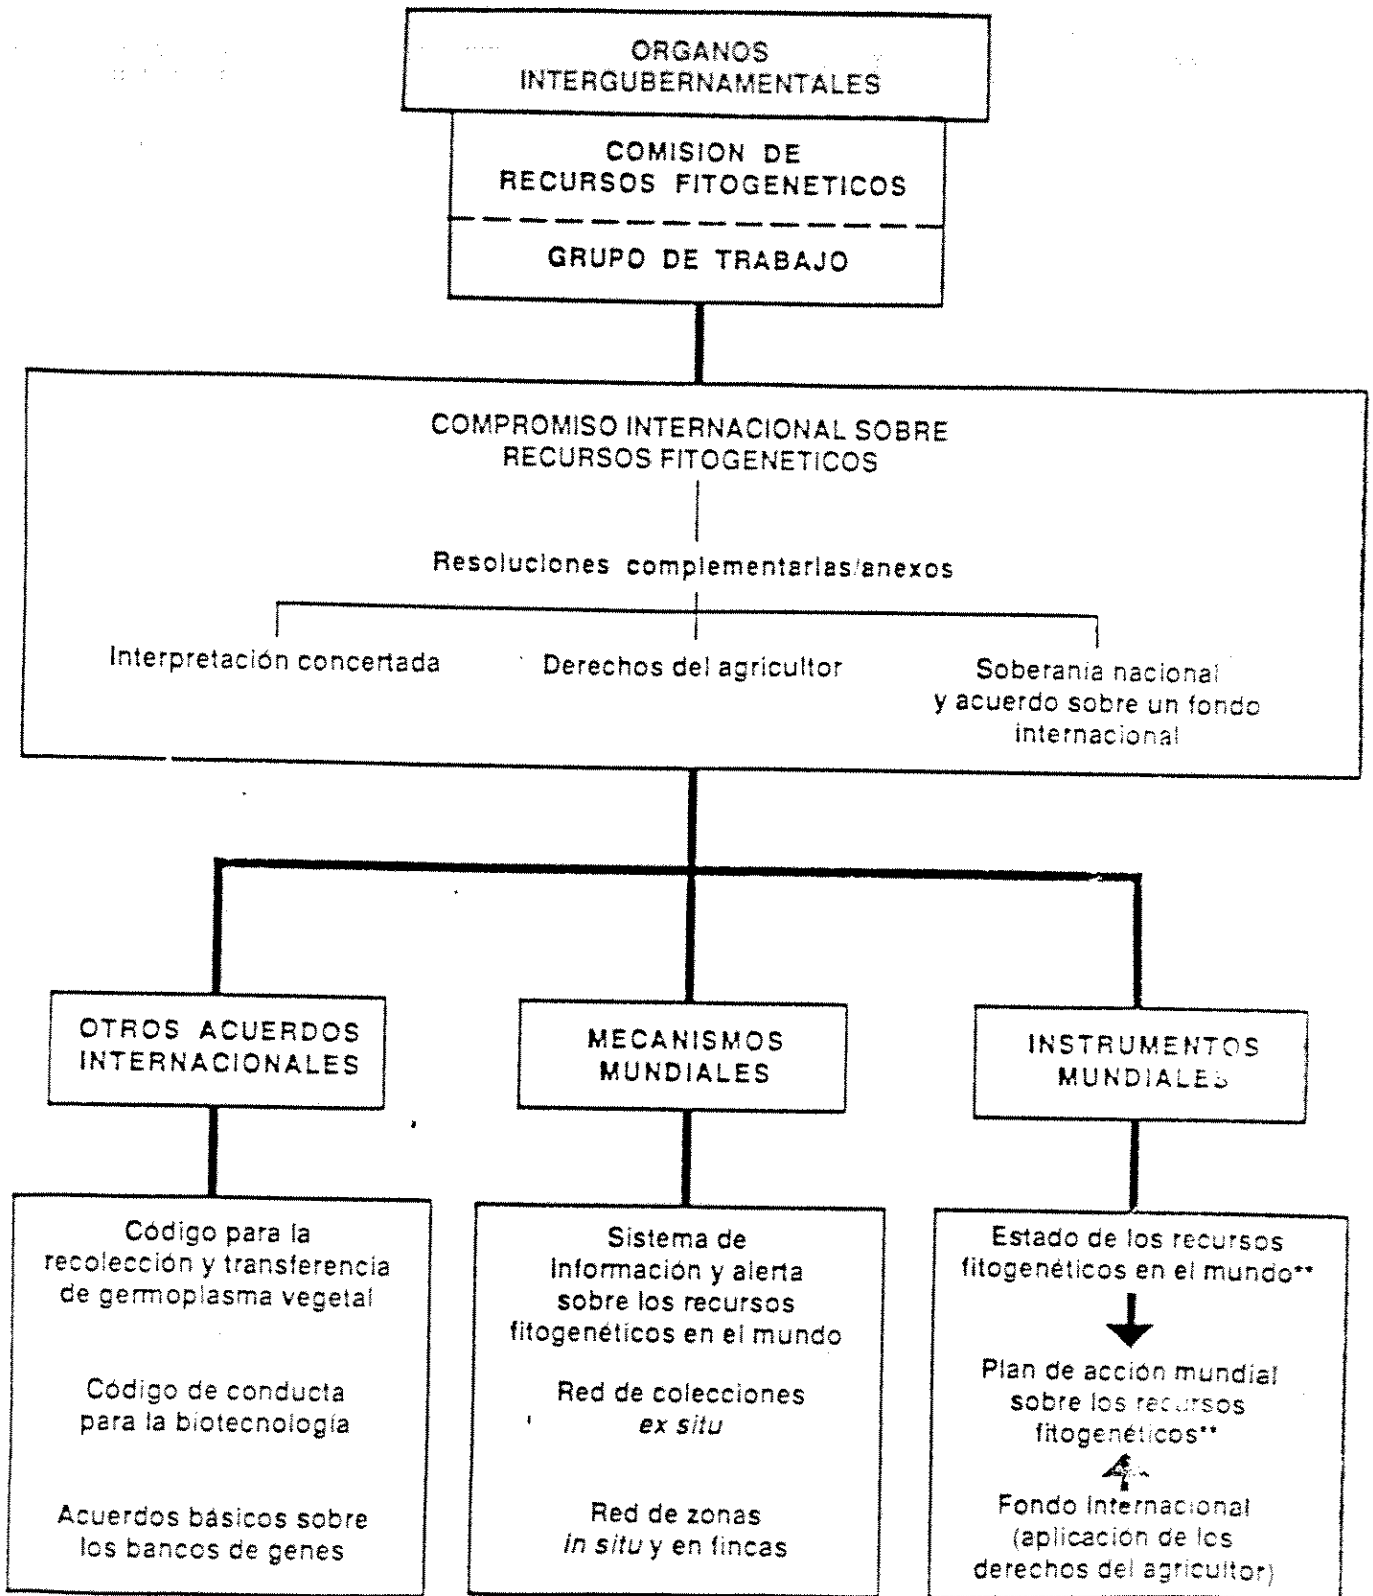 ORGANOS
INTERGUBERNAMENTALES
COMISION DE
RECURSOS FITOGENETICOS
GRUPO DE TRABAJO
COMPROMISO INTERNACIONAL SOBRE
RECURSOS FITOGENETICOS
Resoluciones complementarias/anexos
Interpretación concertada
Derechos del agricultor
Soberanía nacional
y acuerdo sobre un fondo
internacional
OTROS ACUERDOS
INTERNACIONALES
Código para la
recolección y transferencia
de germoplasma vegetal
Código de conducta
para la biotecnología
Acuerdos básicos sobre
los bancos de genes
MECANISMOS
MUNDIALES
Sistema de
información y alerta
sobre los recursos
fitogenéticos en el mundo
Red de colecciones
ex situ
Red de zonas
in situ y en fincas
INSTRUMENTOS
MUNDIALES
Estado de los recursos
fitogenéticos en el mundo**
Plan de acción mundial
sobre los recursos
fitogenéticos**
Fondo internacional
(aplicación de los
derechos del agricultor)